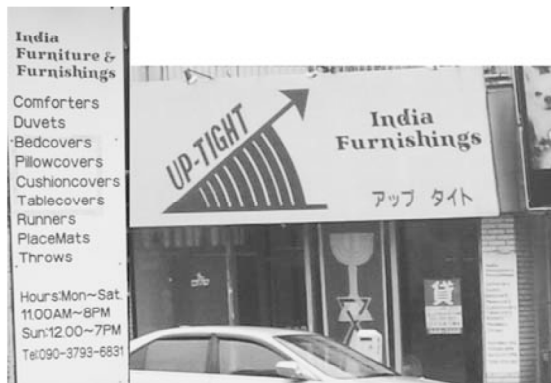 India
Furniture &
Furnishings
Comforters
Duvets
Bedcovers
Pillowcovers
Cushioncovers
Tablecovers
Runners
PlaceMats
Throws
Hours:Mon～Sat.
11.00AM～8PM
Sun:12.00～7PM
Tel:090-3793-6831
UP-TIGHT
India
Furnishings
アップ タイト
貸